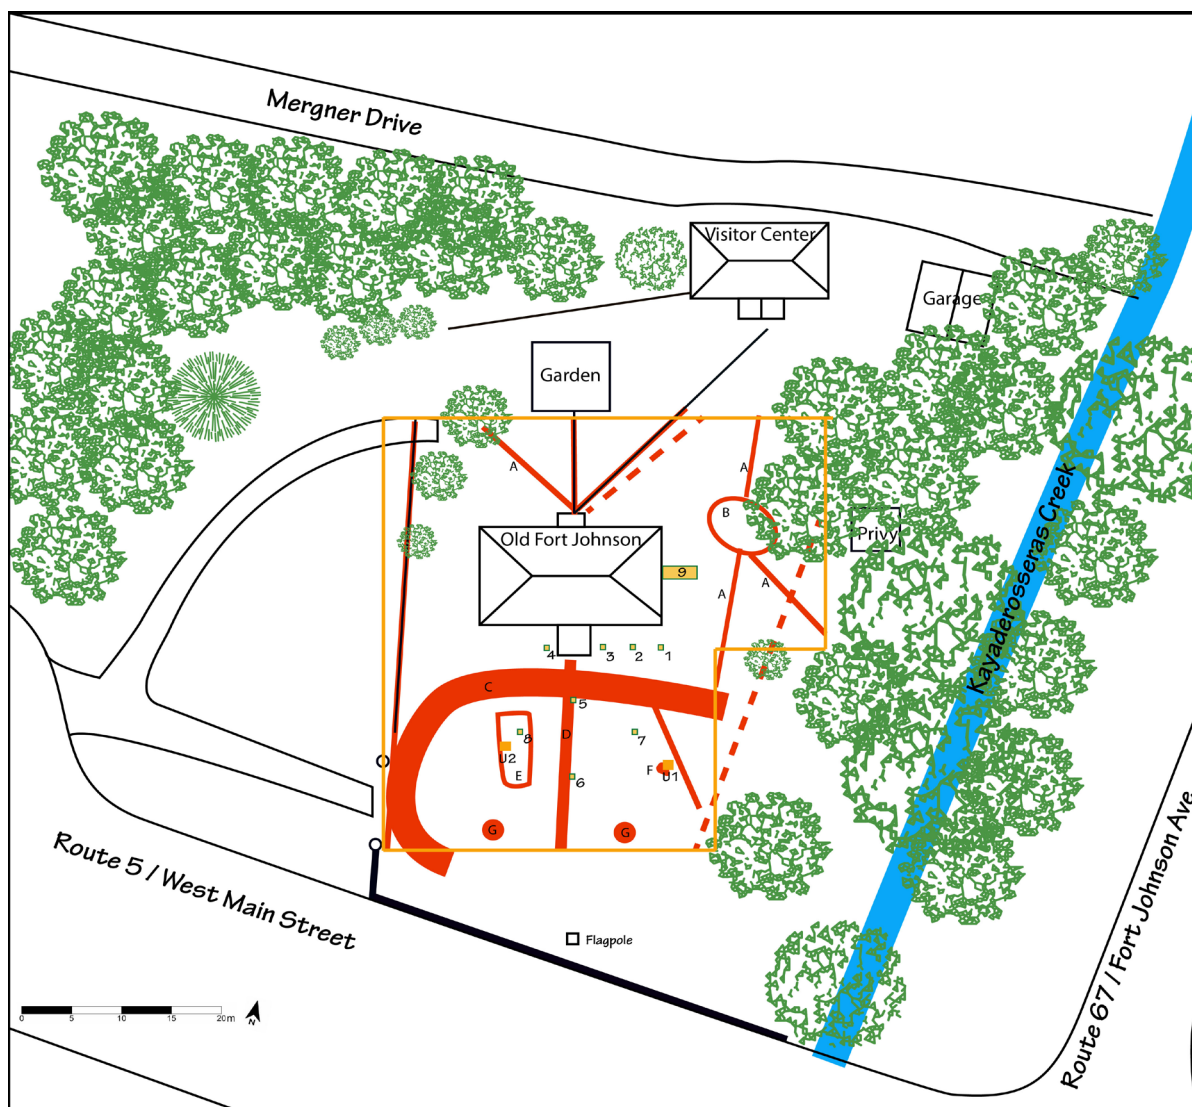 Mergner Drive
Visitor Center
Garage
Garden
A
A
B
Old Fort Johnson
Privy
Kayaderosseras Creek
9
A
A
4
3
2
1
C
5
D
8
7
U2
E
F
U1
6
G
G
Route 5 / West Main Street
Flagpole
Route 67 / Fort Johnson Ave
0 5 10 15 20m
N